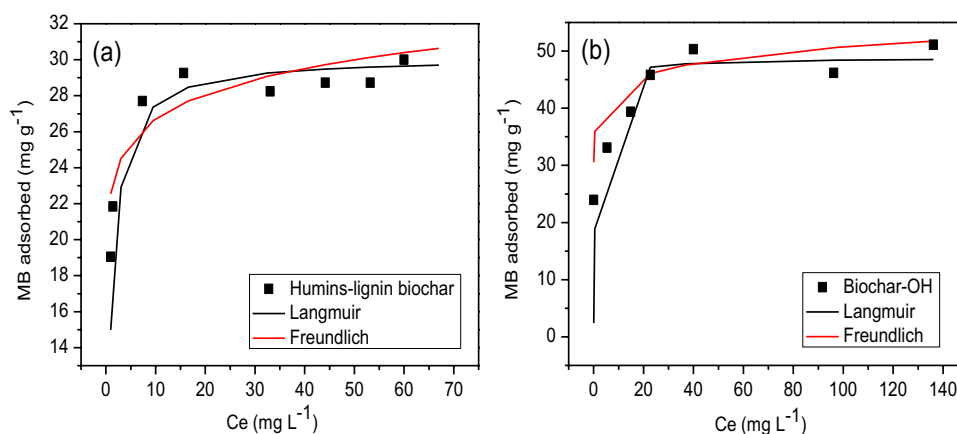 (a)
MB adsorbed (mg g-1)
32
30
28
26
24
22
20
18
16
14
Humins-lignin biochar
Langmuir
Freundlich
0 10 20 30 40 50 60 70
Ce (mg L-1)
(b)
MB adsorbed (mg g-1)
50
40
30
20
10
0
Biochar-OH
Langmuir
Freundlich
0 20 40 60 80 100 120 140
Ce (mg L-1)